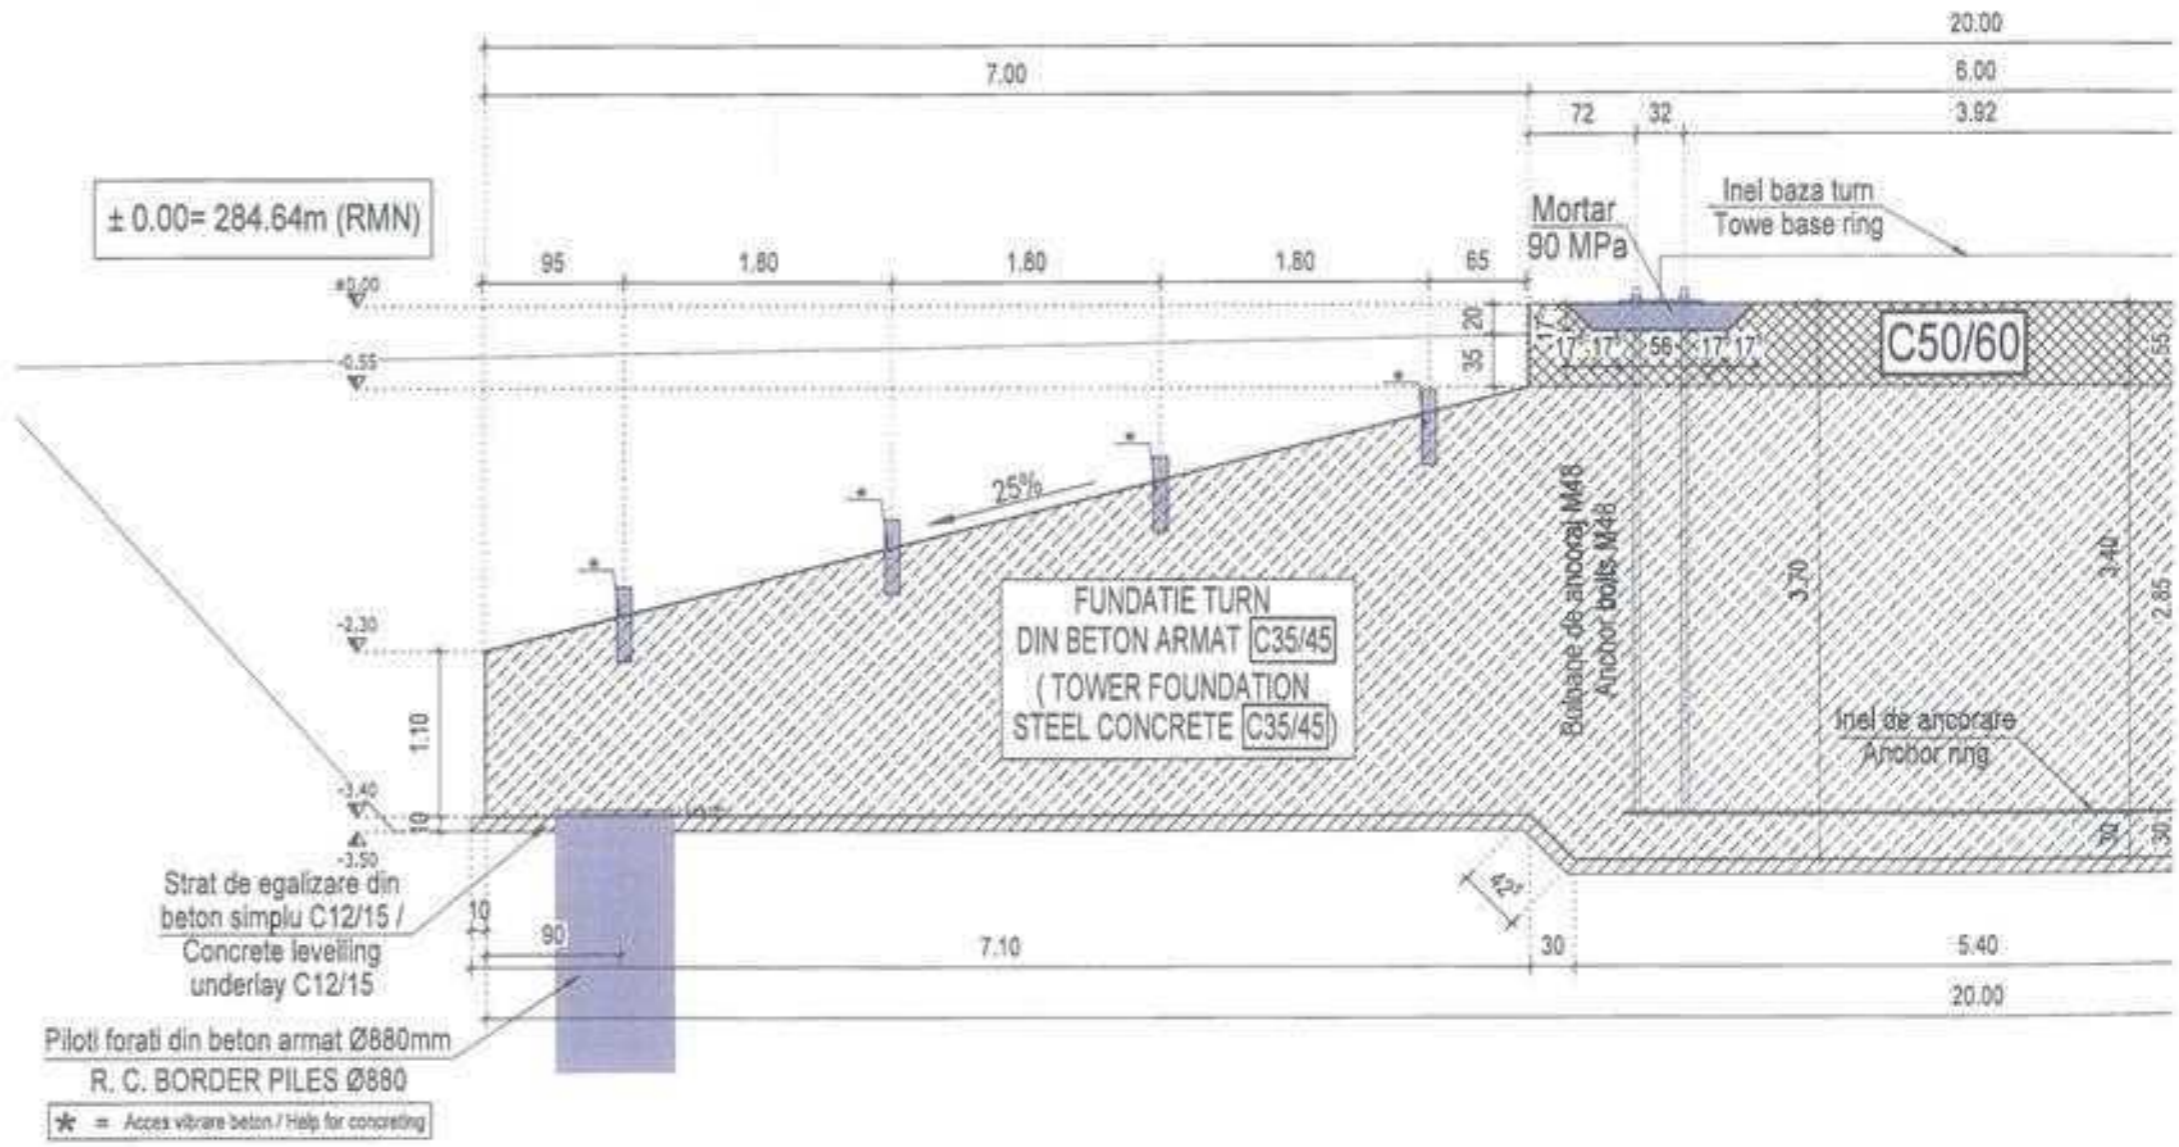 20.00
7.00
6.00
72
32
3.92
± 0.00= 284.64m (RMN)
Mortar
90 MPa
Inel baza turn
Towe base ring
95
1.80
1.80
1.80
65
±0.00
-0.55
20
35
17
17
17
56
17
17
C50/60
55
*
*
*
*
25%
-2.30
FUNDATIE TURN
DIN BETON ARMAT C35/45
( TOWER FOUNDATION
STEEL CONCRETE C35/45)
Buloane de ancoraj M48
Anchor bolts M48
3.70
3.40
2.85
Inel de ancorare
Anchor ring
1.10
-3.40
10
-3.50
30
30
Strat de egalizare din
beton simplu C12/15 /
Concrete levelling
underlay C12/15
10
90
7.10
42⁵
30
5.40
20.00
Piloti forati din beton armat Ø880mm
R. C. BORDER PILES Ø880
* = Acces vibrare beton / Help for concreting